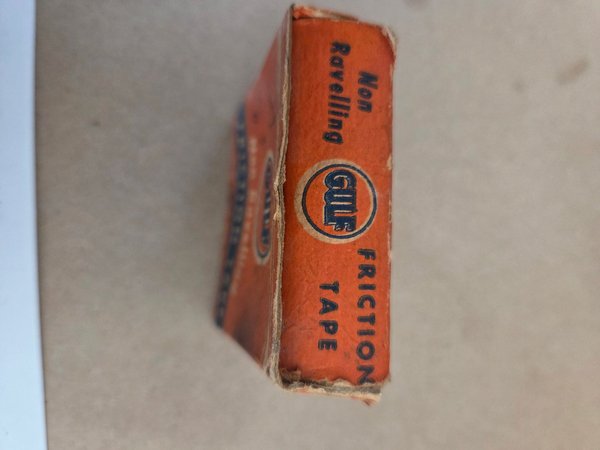 Non
Ravelling
GULF
FRICTION
TAPE